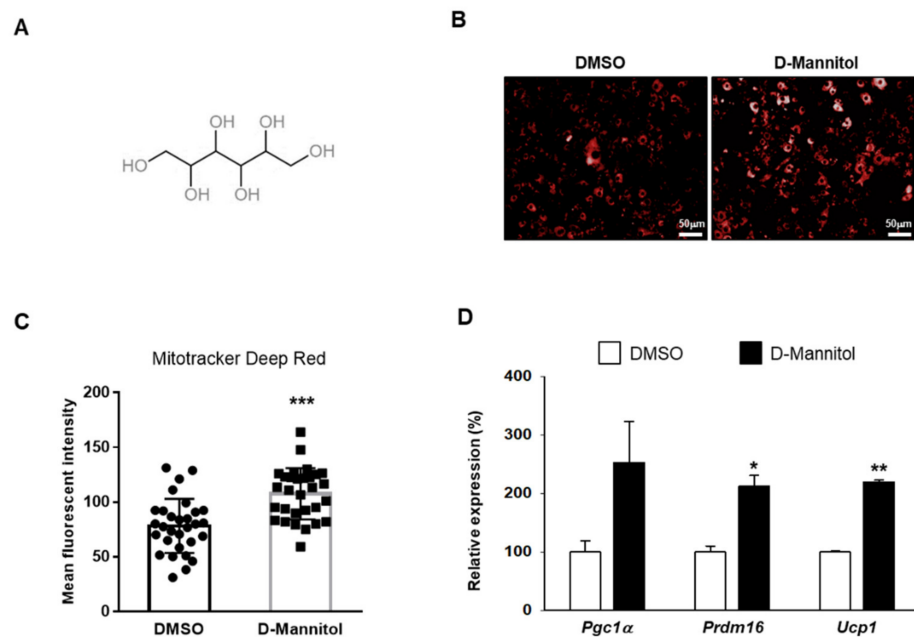 A
OH
OH
OH
HO
OH
OH
OH
B
DMSO
D-Mannitol
50μm
50μm
C
Mitotracker Deep Red
Mean fluorescent intensity
200
150
100
50
0
***
DMSO
D-Mannitol
D
DMSO
D-Mannitol
Relative expression (%)
400
300
200
100
0
*
**
Pgc1α
Prdm16
Ucp1